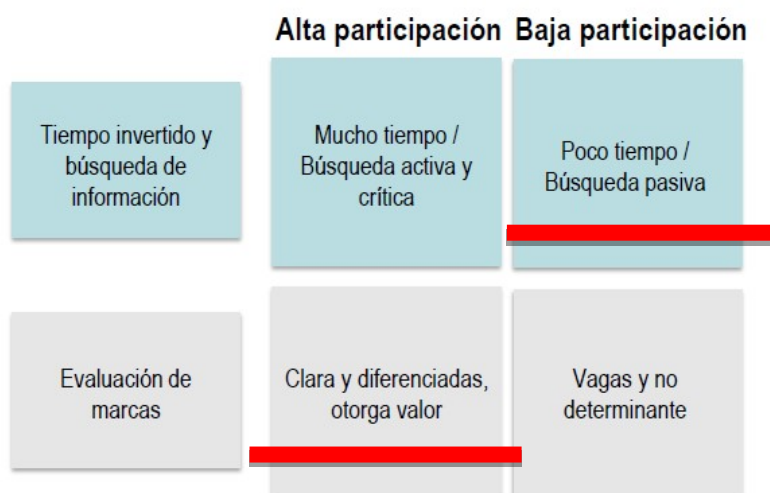 Alta participación Baja participación
Tiempo invertido y
búsqueda de
información
Mucho tiempo /
Búsqueda activa y
crítica
Poco tiempo /
Búsqueda pasiva
Evaluación de
marcas
Clara y diferenciadas,
otorga valor
Vagas y no
determinante